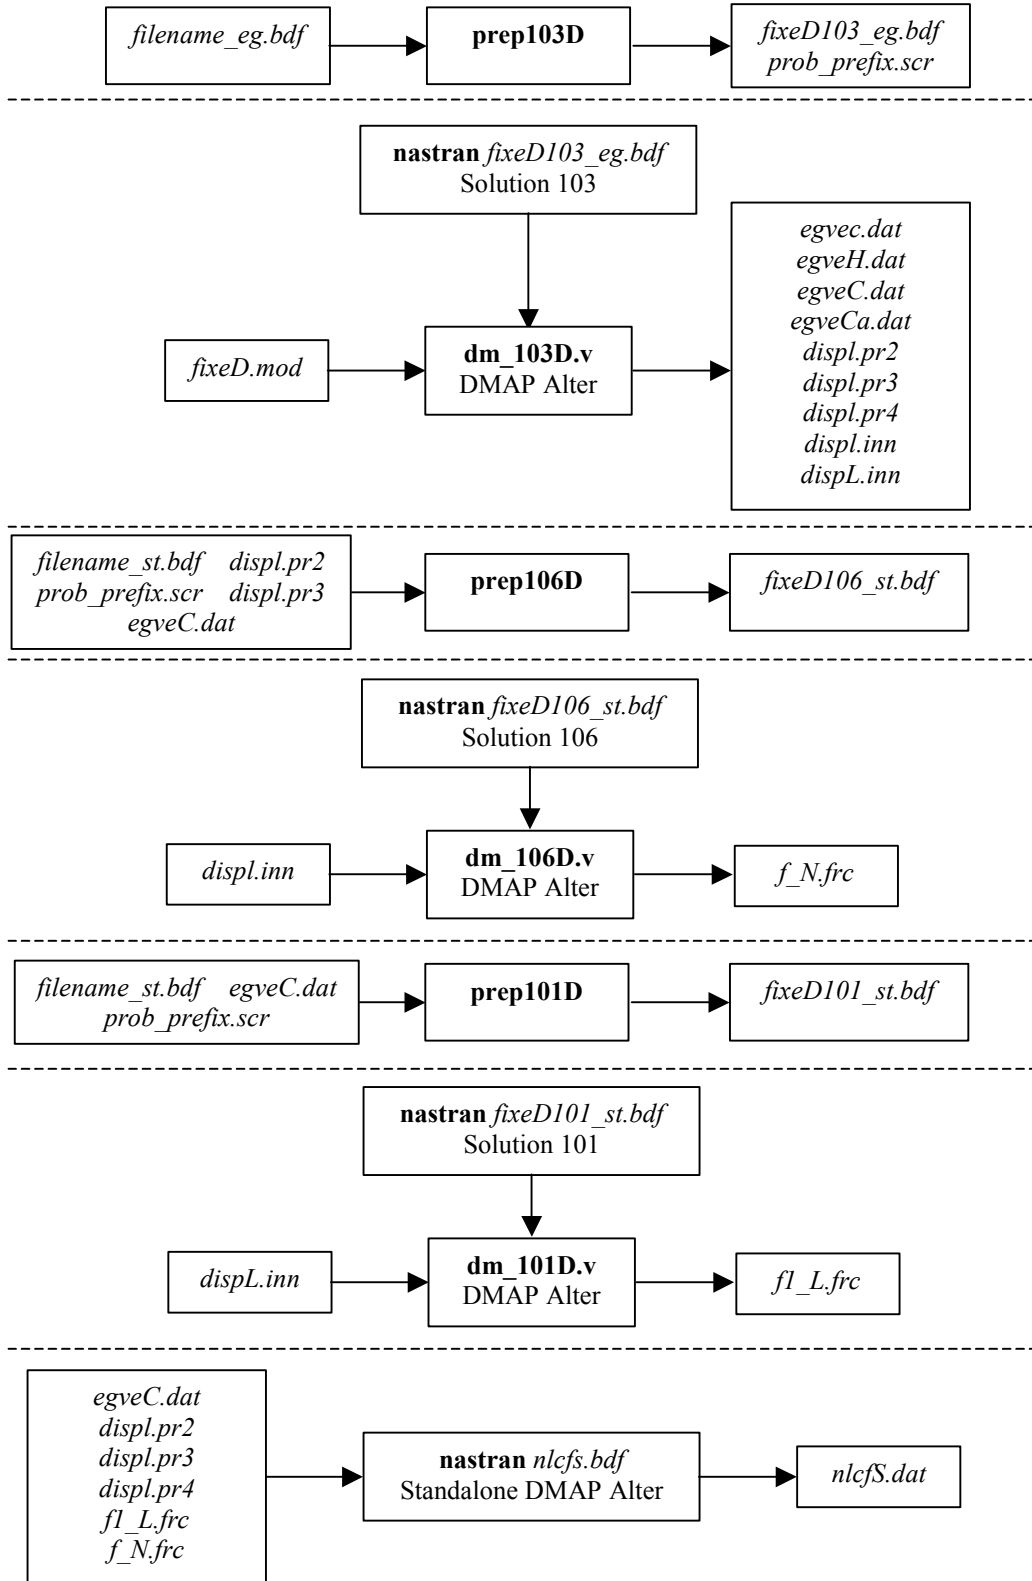 filename_eg.bdf
prep103D
fixeD103_eg.bdf
prob_prefix.scr
nastran fixeD103_eg.bdf
Solution 103
fixeD.mod
dm_103D.v
DMAP Alter
egvec.dat
egveH.dat
egveC.dat
egveCa.dat
displ.pr2
displ.pr3
displ.pr4
displ.inn
dispL.inn
filename_st.bdf displ.pr2
prob_prefix.scr displ.pr3
egveC.dat
prep106D
fixeD106_st.bdf
nastran fixeD106_st.bdf
Solution 106
displ.inn
dm_106D.v
DMAP Alter
f_N.frc
filename_st.bdf egveC.dat
prob_prefix.scr
prep101D
fixeD101_st.bdf
nastran fixeD101_st.bdf
Solution 101
dispL.inn
dm_101D.v
DMAP Alter
f1_L.frc
egveC.dat
displ.pr2
displ.pr3
displ.pr4
f1_L.frc
f_N.frc
nastran nlcfs.bdf
Standalone DMAP Alter
nlcfS.dat